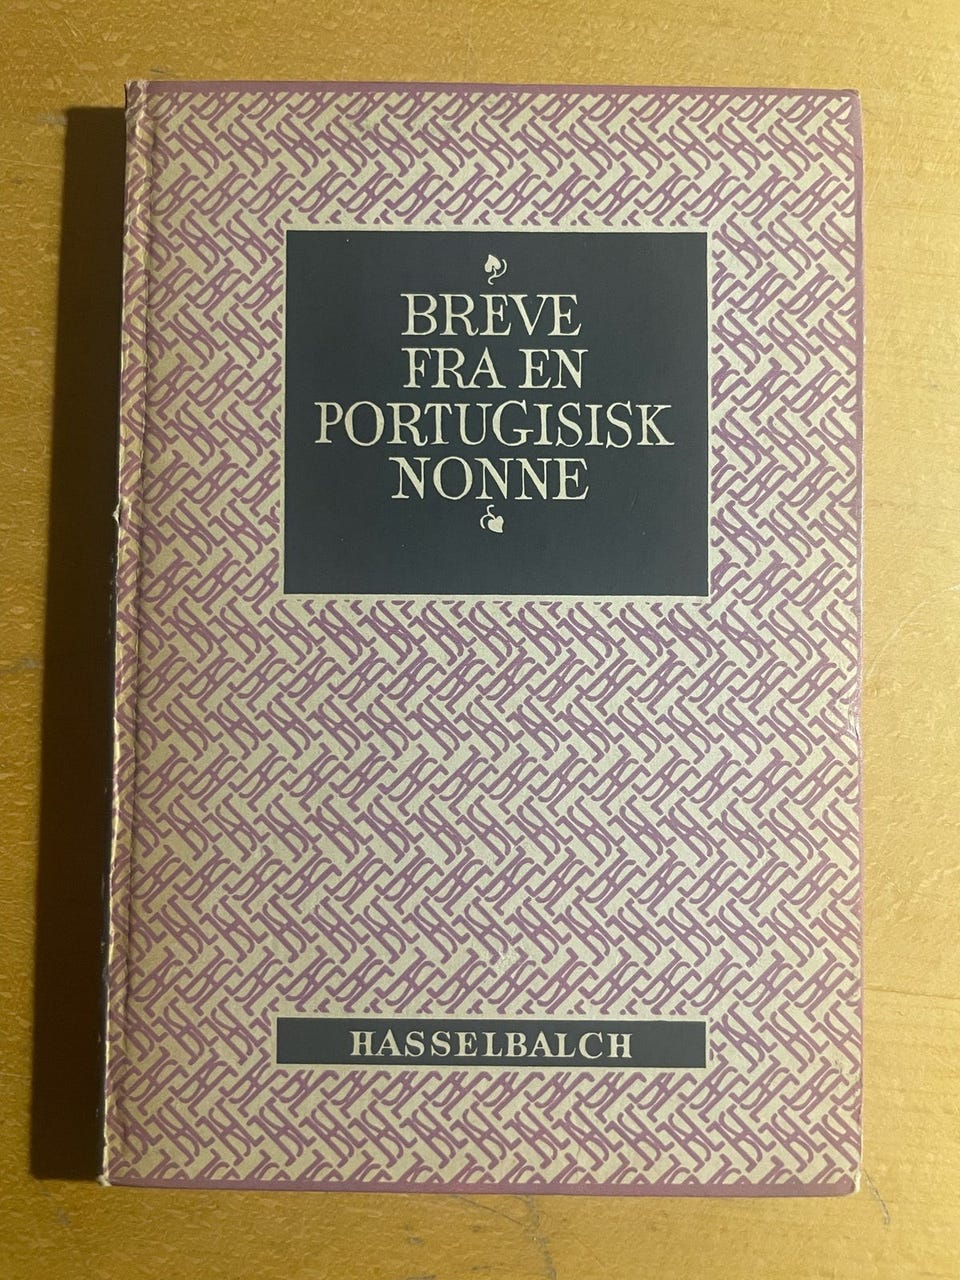 BREVE
FRA EN
PORTUGISISK
NONNE
HASSELBALCH